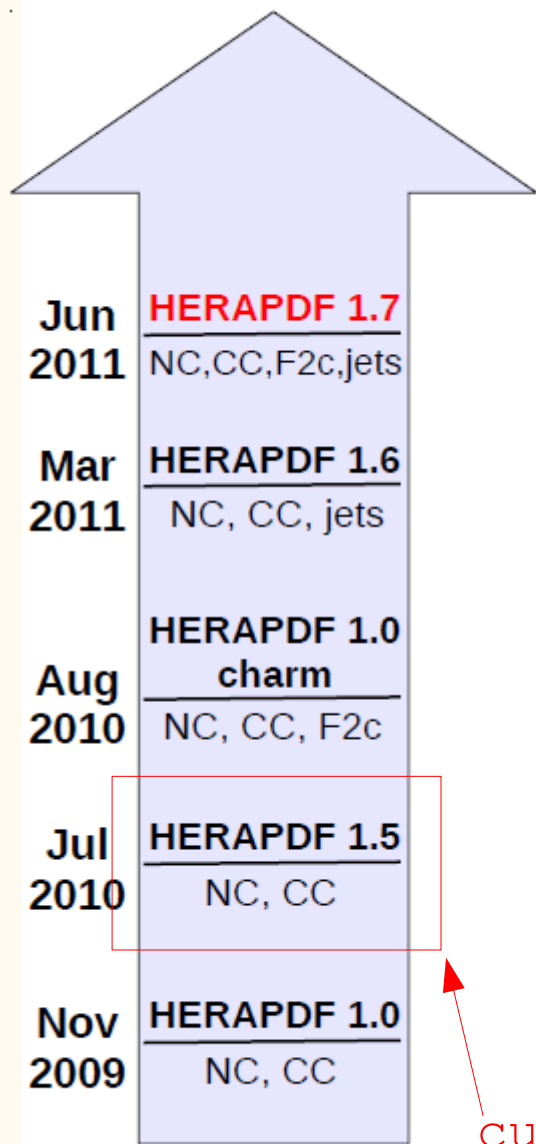 Jun
2011
HERAPDF 1.7
NC,CC,F2c,jets
Mar
2011
HERAPDF 1.6
NC, CC, jets
Aug
2010
HERAPDF 1.0
charm
NC, CC, F2c
Jul
2010
HERAPDF 1.5
NC, CC
Nov
2009
HERAPDF 1.0
NC, CC